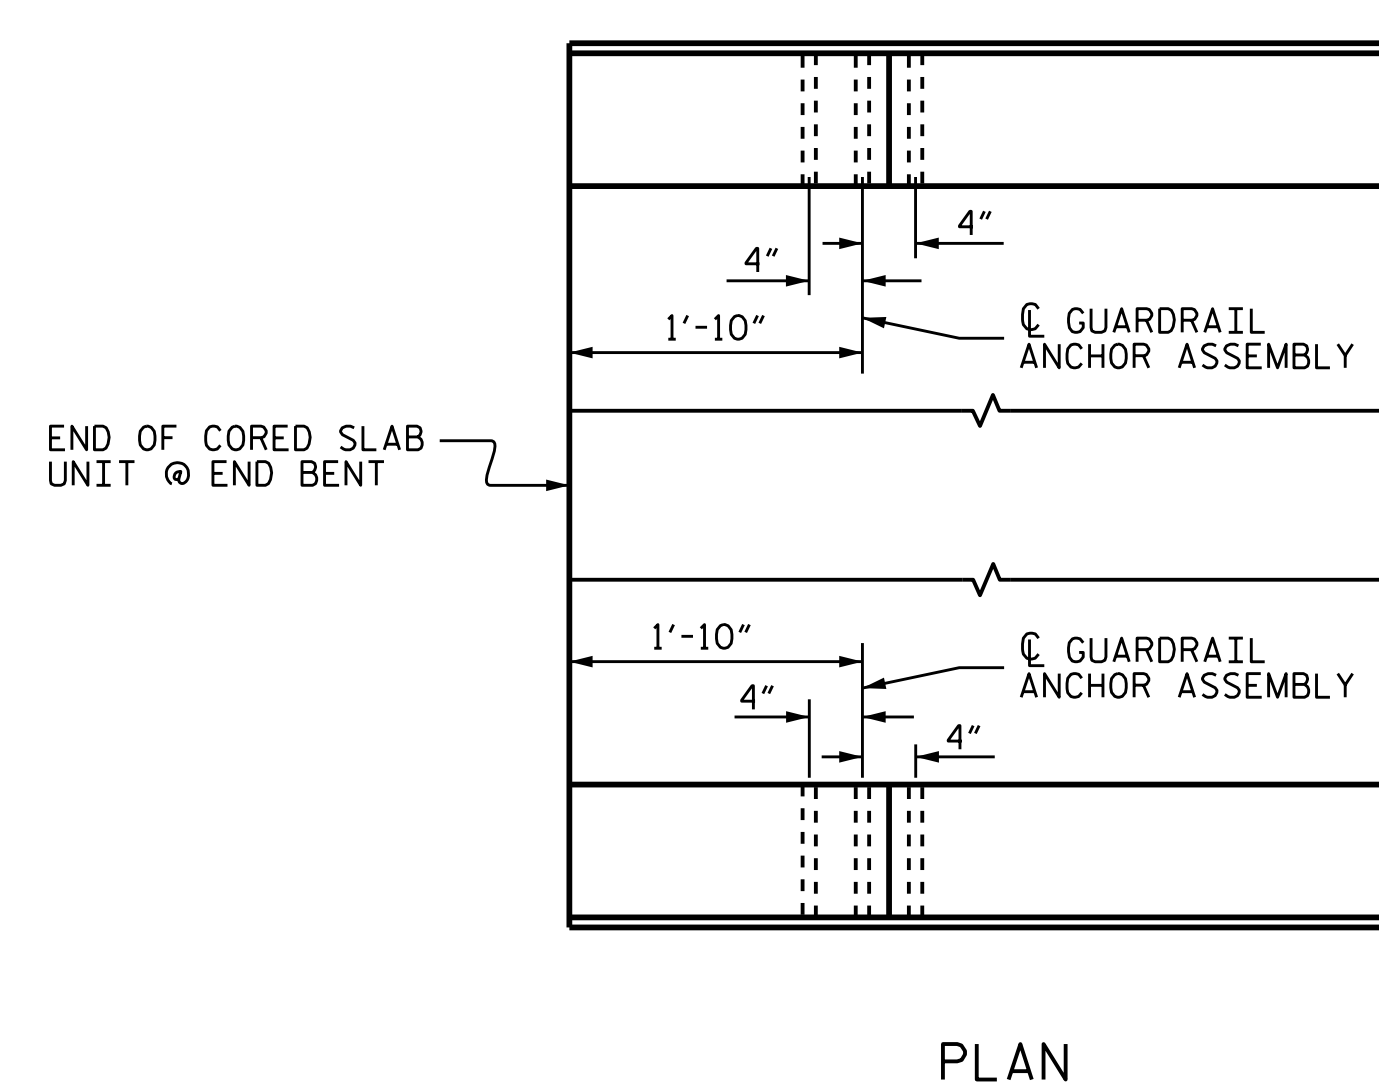 4"
4"
1'-10"
℄ GUARDRAIL
ANCHOR ASSEMBLY
END OF CORED SLAB
UNIT @ END BENT
1'-10"
℄ GUARDRAIL
ANCHOR ASSEMBLY
4"
4"
PLAN